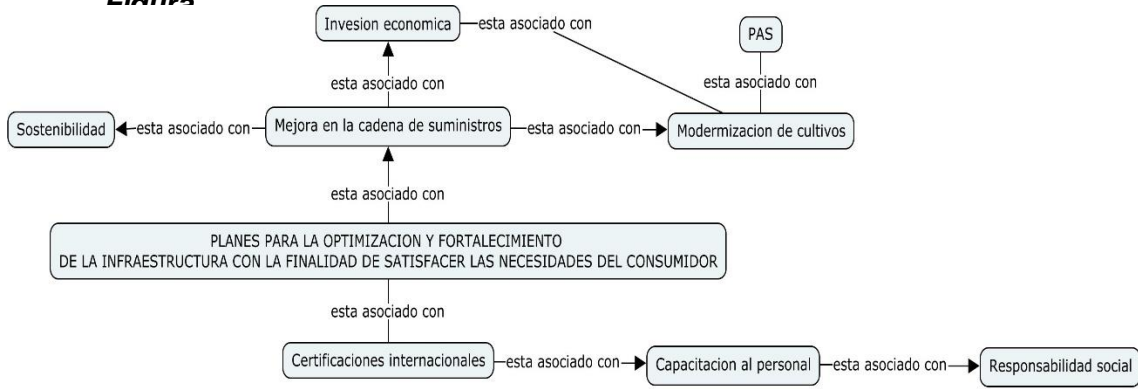 Figura
Invesion economica
esta asociado con
PAS
esta asociado con
esta asociado con
Sostenibilidad
esta asociado con
Mejora en la cadena de suministros
esta asociado con
Modermizacion de cultivos
esta asociado con
PLANES PARA LA OPTIMIZACION Y FORTALECIMIENTO
DE LA INFRAESTRUCTURA CON LA FINALIDAD DE SATISFACER LAS NECESIDADES DEL CONSUMIDOR
esta asociado con
Certificaciones internacionales
esta asociado con
Capacitacion al personal
esta asociado con
Responsabilidad social